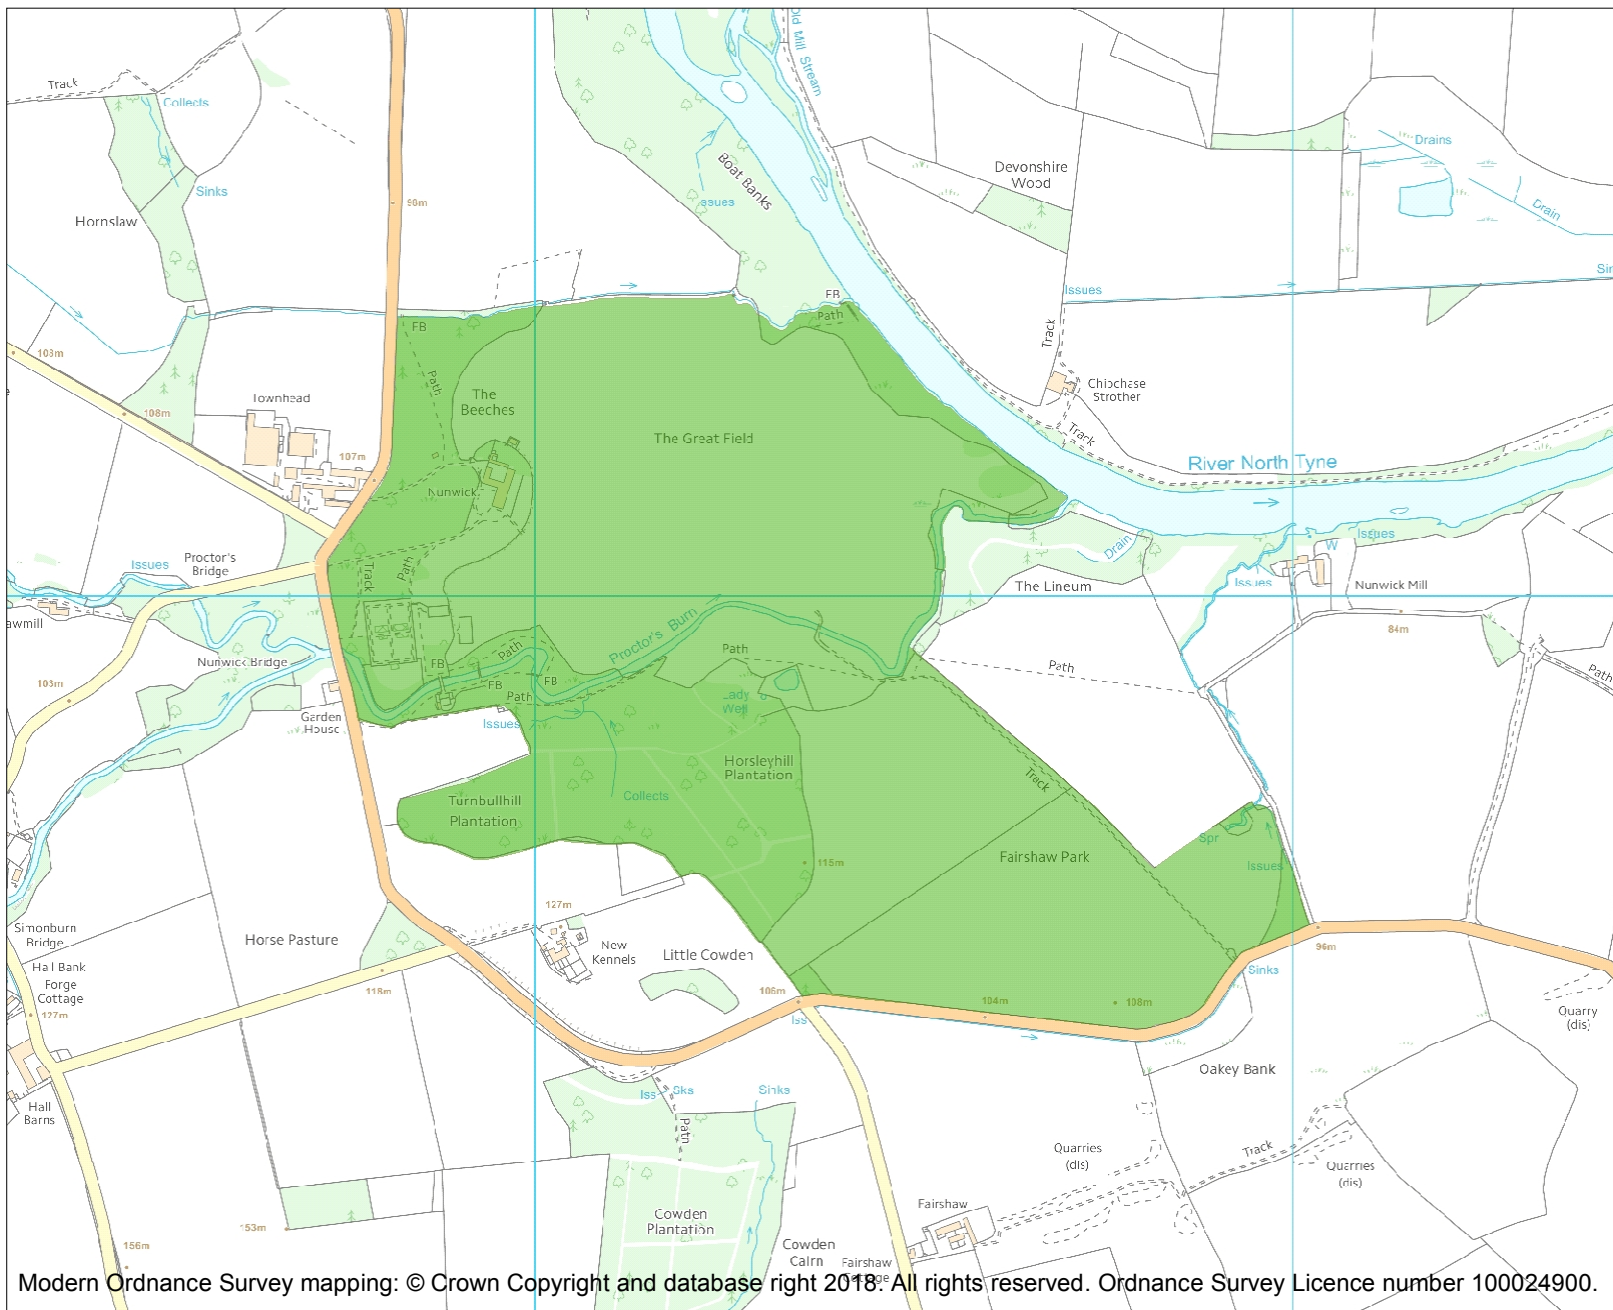 Old Mill Stream
Track
Collects
Drains
Boat Banks
Devonshire
Wood
Sinks
Drain
Hornslaw
90m
Issues
FB
Path
FB
Track
103m
Path
The
Beeches
Chipchase
Strother
Townhead
108m
Track
The Great Field
107m
River North Tyne
Nunwick
Issues
Drain
Proctor's
Bridge
Issues
W
Issues
Track
Path
The Lineum
Nunwick Mill
84m
Proctor's Burn
Path
Path
Path
Path
Nunwick Bridge
FB
FB
FB
Path
103m
Lady
Well
Garden
House
Issues
Horsleyhill
Plantation
Track
Turnbullhill
Plantation
Collects
Spr
Issues
115m
Fairshaw Park
127m
Simonburn
Bridge
Horse Pasture
New
Kennels
Little Cowden
96m
Hall Bank
Forge
Cottage
Sinks
118m
106m
104m
108m
127m
Iss
Quarry
(dis)
Oakey Bank
Hall
Barns
Iss
Sks
Sinks
Path
Quarries
(dis)
Track
Quarries
(dis)
Fairshaw
Cowden
Plantation
153m
156m
Cowden
Cairn
Fairshaw
Cottage
Modern Ordnance Survey mapping: © Crown Copyright and database right 2018. All rights reserved. Ordnance Survey Licence number 100024900.